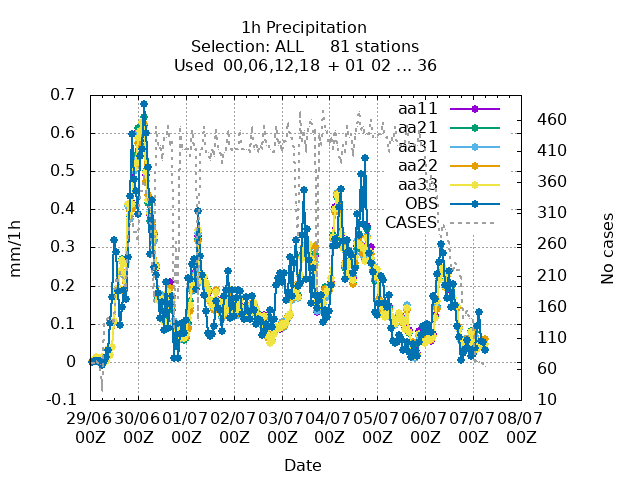 1h Precipitation
Selection: ALL 81 stations
Used 00,06,12,18 + 01 02 ... 36
0.7
0.6
0.5
0.4
0.3
0.2
0.1
0
-0.1
mm/1h
aa11
aa21
aa31
aa22
aa33
OBS
CASES
460
410
360
310
260
210
160
110
60
10
No cases
29/06 30/06 01/07 02/07 03/07 04/07 05/07 06/07 07/07 08/07
00Z 00Z 00Z 00Z 00Z 00Z 00Z 00Z 00Z 00Z
Date